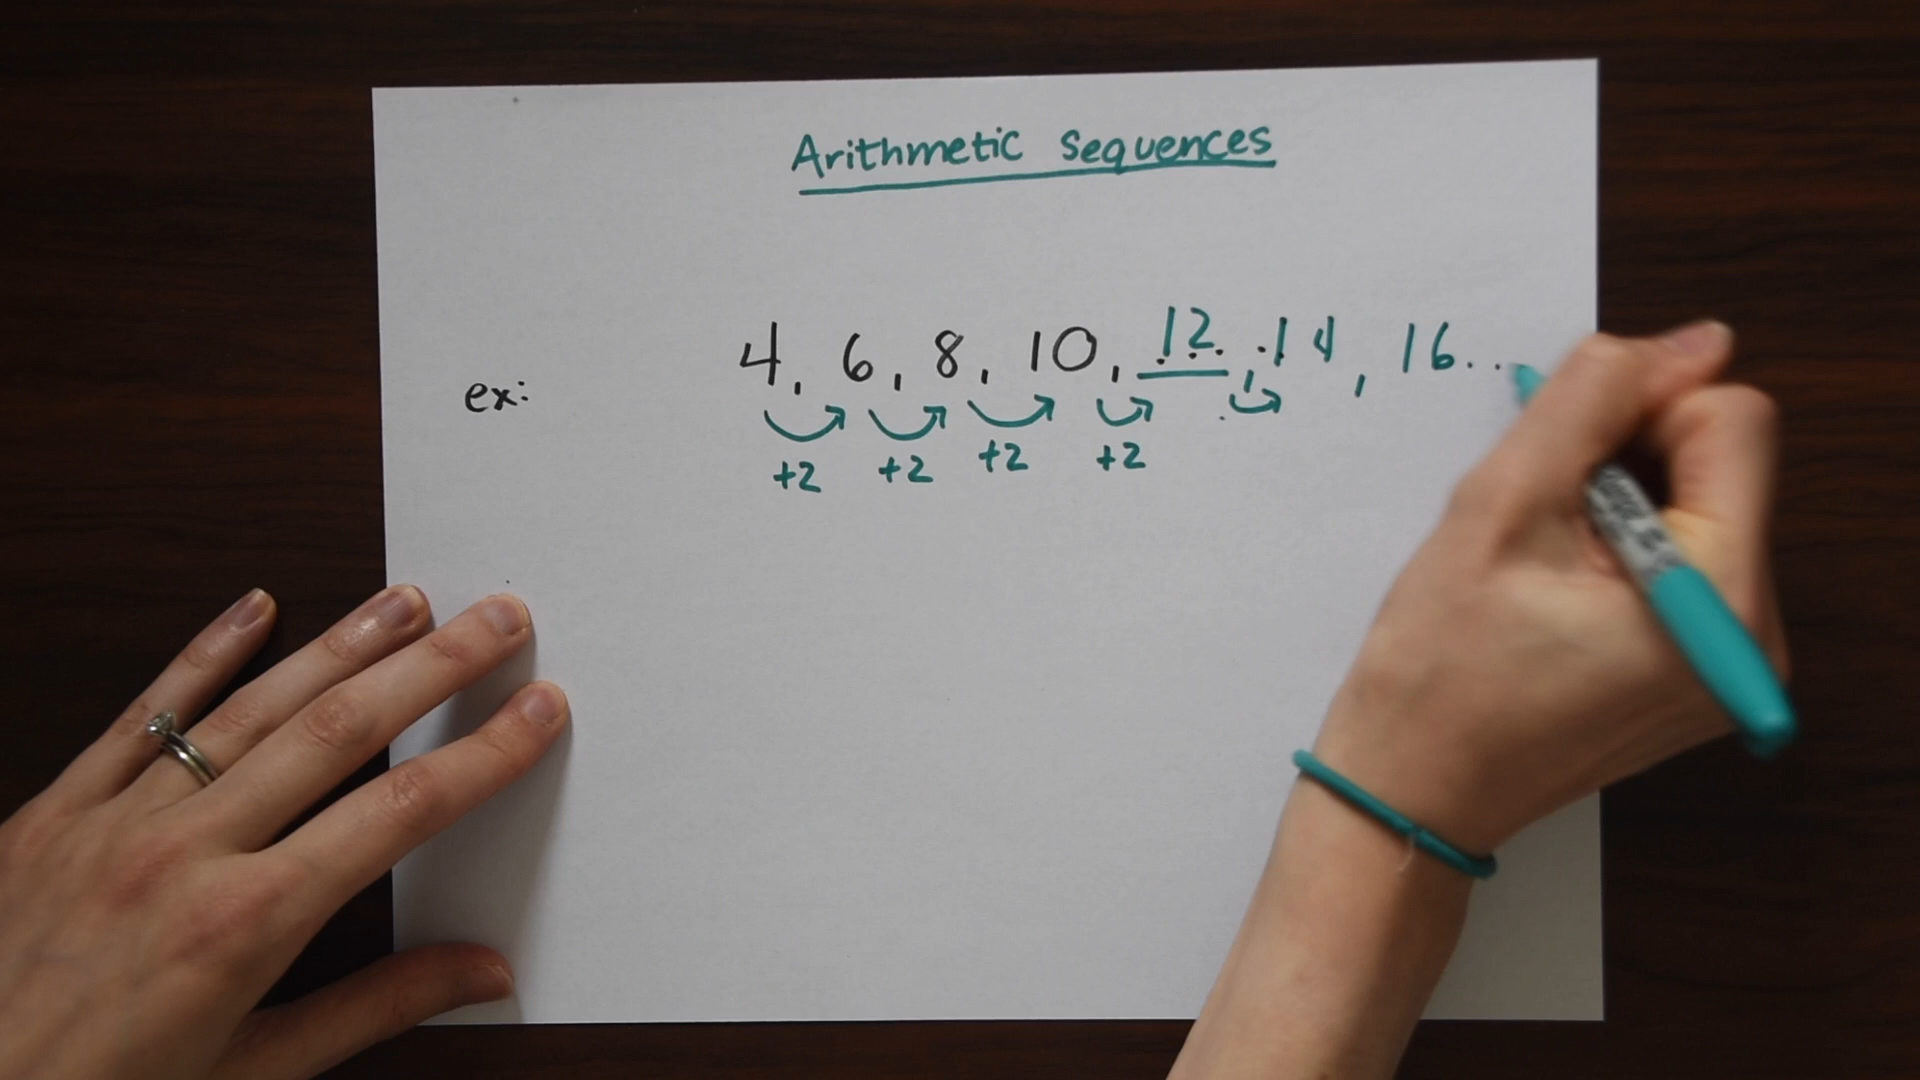 Arithmetic Sequences
ex: 4, 6, 8, 10, 12, 14, 16...
+2 +2 +2 +2